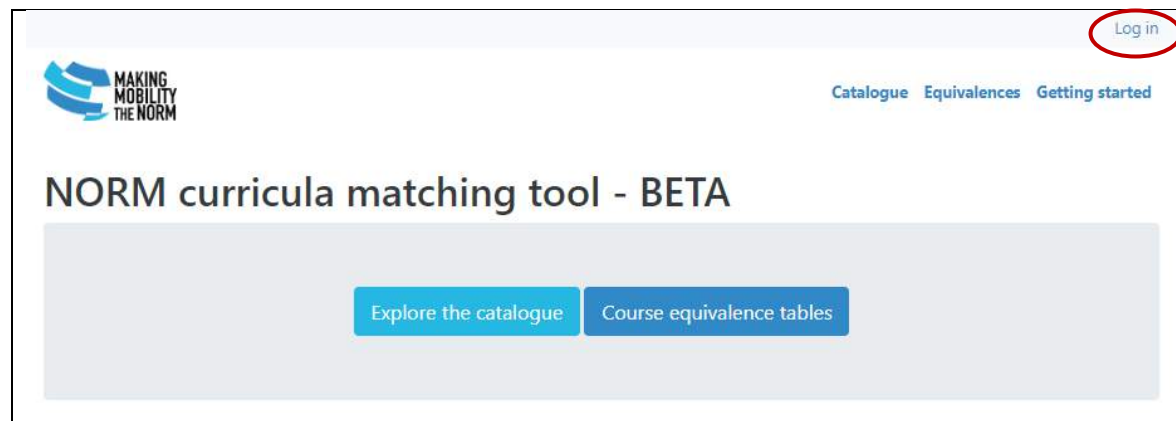 Log in
MAKING
MOBILITY
THE NORM
Catalogue Equivalences Getting started
NORM curricula matching tool - BETA
Explore the catalogue Course equivalence tables